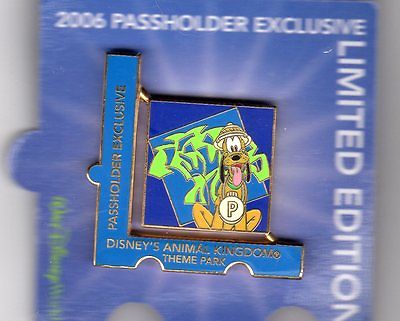 2006 PASSHOLDER EXCLUSIVE
LIMITED EDITION
PASSHOLDER EXCLUSIVE
P
DISNEY'S ANIMAL KINGDOM®
THEME PARK